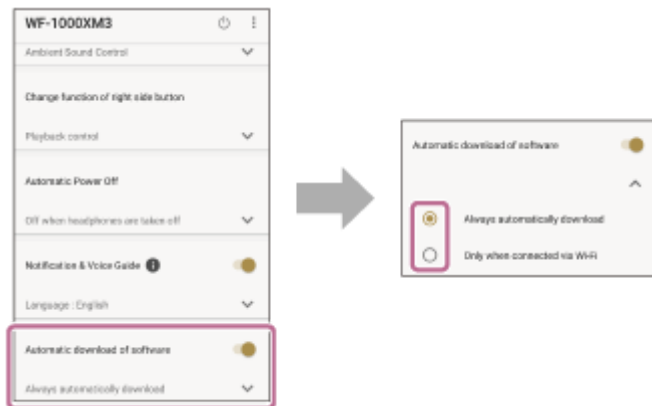 WF-1000XM3
Ambient Sound Control
Change function of right side button
Playback control
Automatic Power Off
Off when headphones are taken off
Notification & Voice Guide
Language : English
Automatic download of software
Always automatically download
Automatic download of software
Always automatically download
Only when connected via Wi-Fi